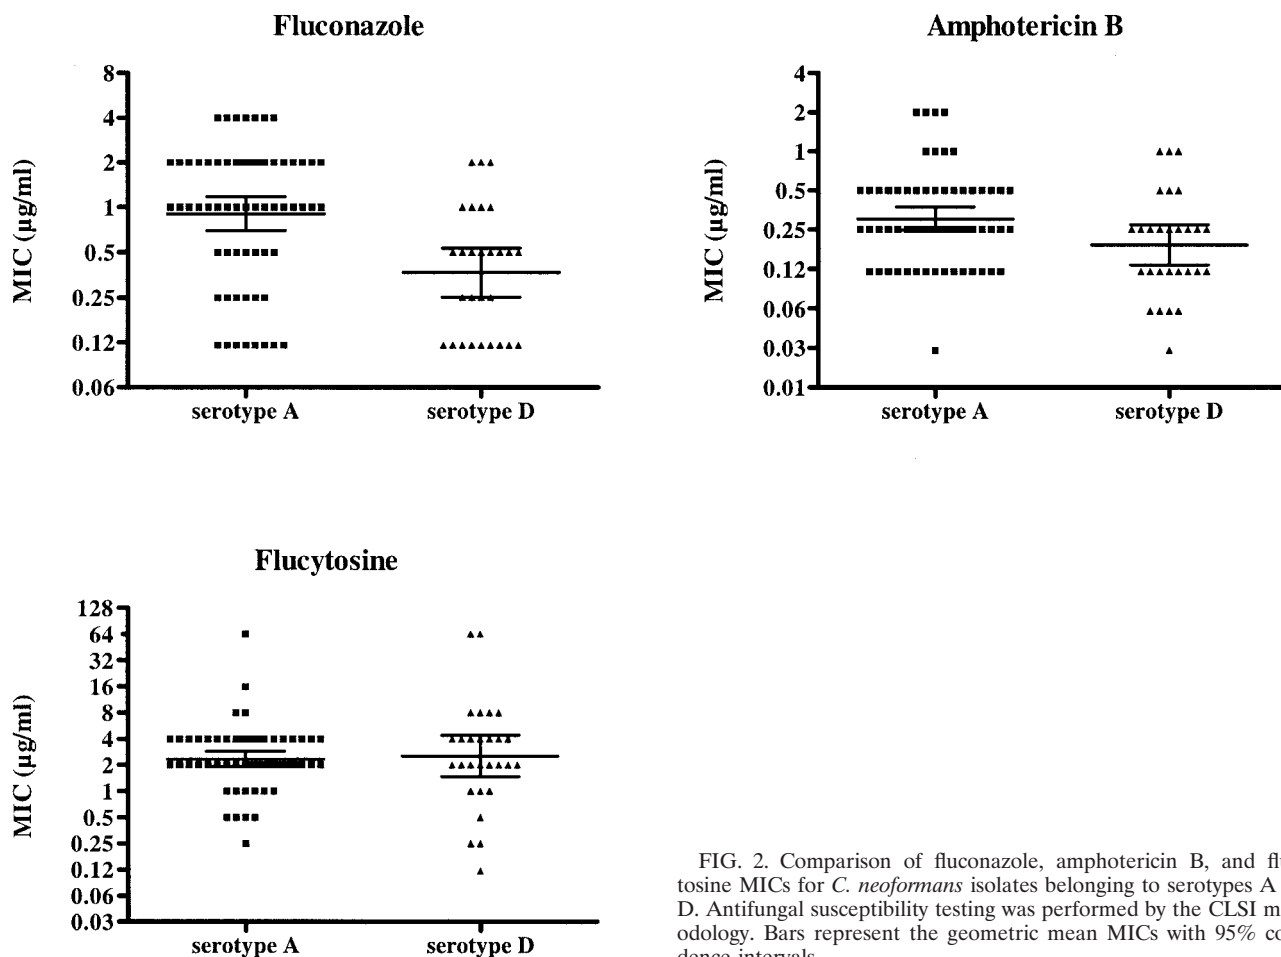 Fluconazole
MIC (µg/ml)
8
4
2
1
0.5
0.25
0.12
0.06
serotype A
serotype D
Amphotericin B
MIC (µg/ml)
4
2
1
0.5
0.25
0.12
0.06
0.03
0.01
serotype A
serotype D
Flucytosine
MIC (µg/ml)
128
64
32
16
8
4
2
1
0.5
0.25
0.12
0.06
0.03
serotype A
serotype D
FIG. 2. Comparison of fluconazole, amphotericin B, and flu
tosine MICs for C. neoformans isolates belonging to serotypes A
D. Antifungal susceptibility testing was performed by the CLSI m
odology. Bars represent the geometric mean MICs with 95% co
dence intervals